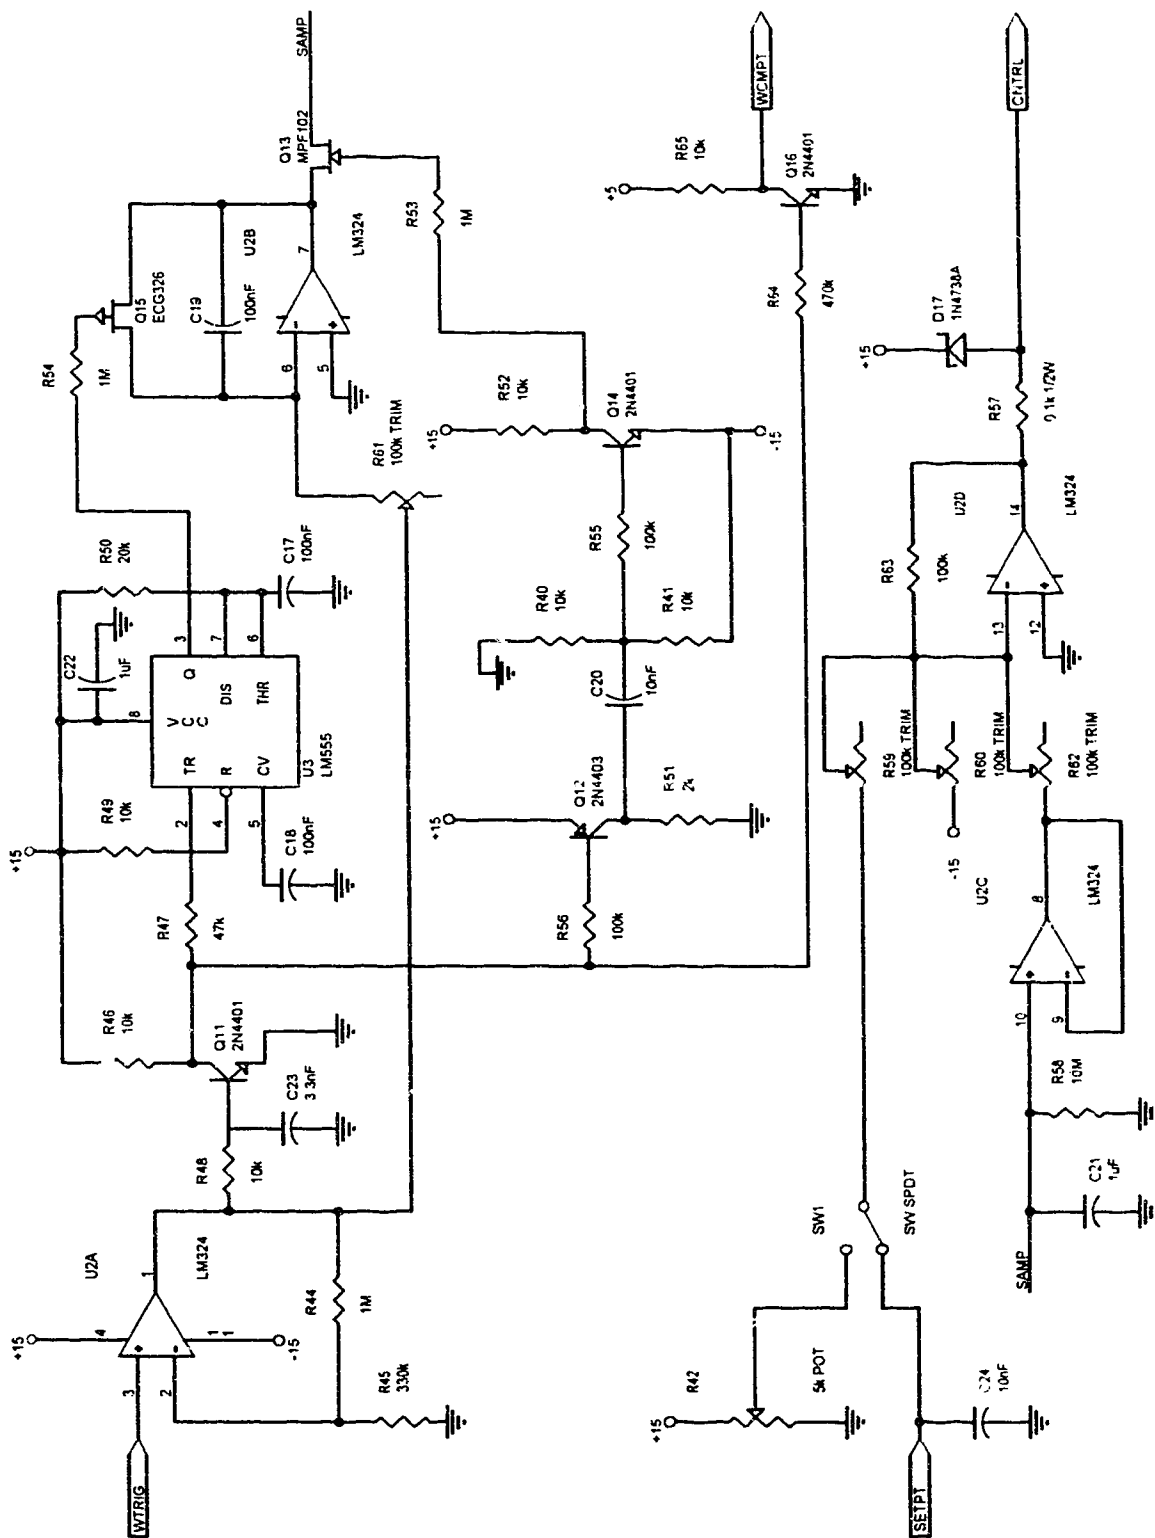 SAMP
Q13
MPF102
Q15
ECG326
R54
1M
C19
100nF
U2B
7
LM324
6
5
-
+
R53
1M
WCMPT
CNTRL
R65
10k
+5
Q16
2N4401
R64
470k
+15
D17
1N4738A
R57
0.1k 1/2W
R61
100k TRIM
+15
R52
10k
Q14
2N4401
-15
R55
100k
R40
10k
R41
10k
C20
10nF
R50
20k
C17
100nF
C22
1uF
3
7
6
8
Q
DIS
THR
VCC
TR
R
CV
U3
LM555
2
4
5
R49
10k
+15
C18
100nF
R47
47k
R46
10k
Q11
2N4401
C23
3.3nF
R48
10k
+15
Q12
2N4403
R51
2k
R56
100k
U2D
LM324
14
R63
100k
13
12
-
+
R59
100k TRIM
R60
100k TRIM
R62
100k TRIM
-15
U2C
LM324
8
10
9
+
-
R58
10M
C21
1uF
SAMP
SW1
SW SPDT
U2A
LM324
1
+15
4
11
-15
+
-
3
2
R44
1M
R45
330k
WTRIG
+15
R42
5k POT
C24
10nF
SETPT